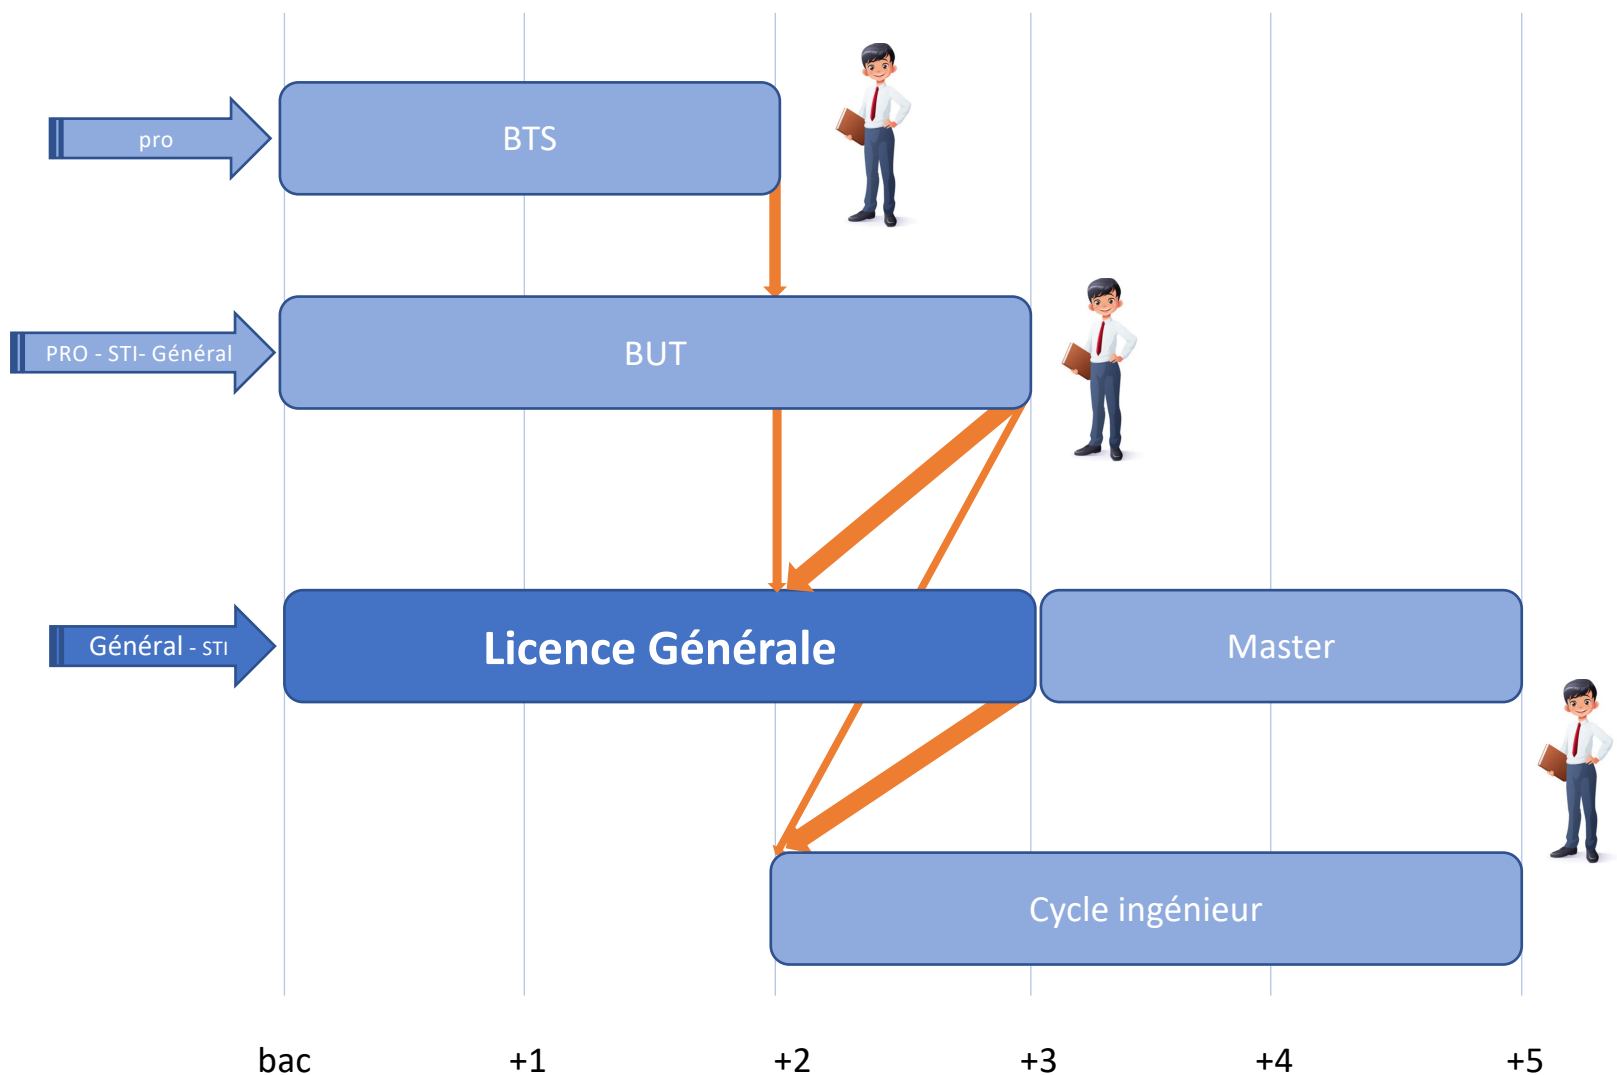 pro
BTS
PRO - STI- Général
BUT
Général - STI
Licence Générale
Master
Cycle ingénieur
bac +1 +2 +3 +4 +5